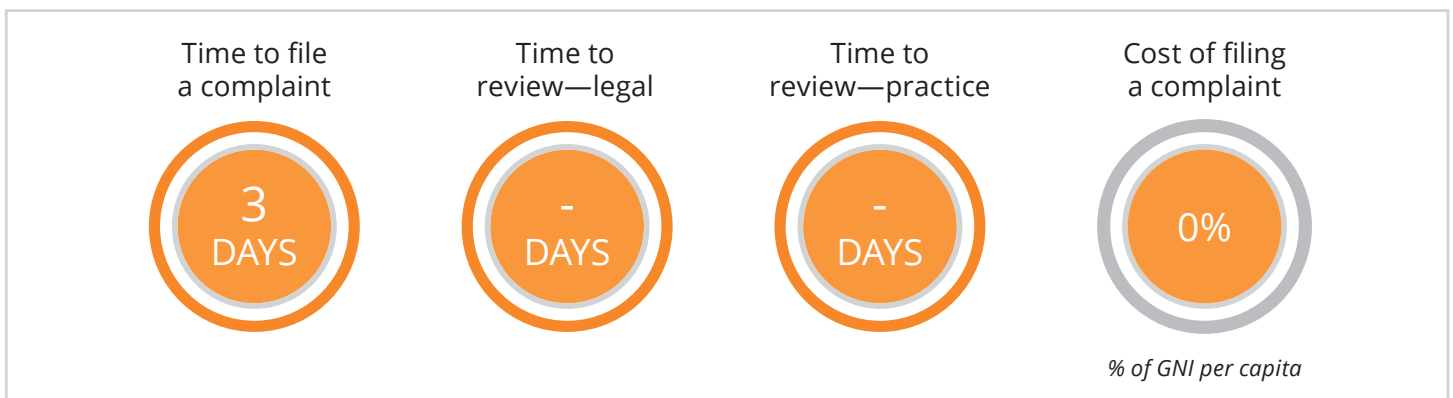 Time to file
a complaint
3
DAYS
Time to
review—legal
-
DAYS
Time to
review—practice
-
DAYS
Cost of filing
a complaint
0%
% of GNI per capita